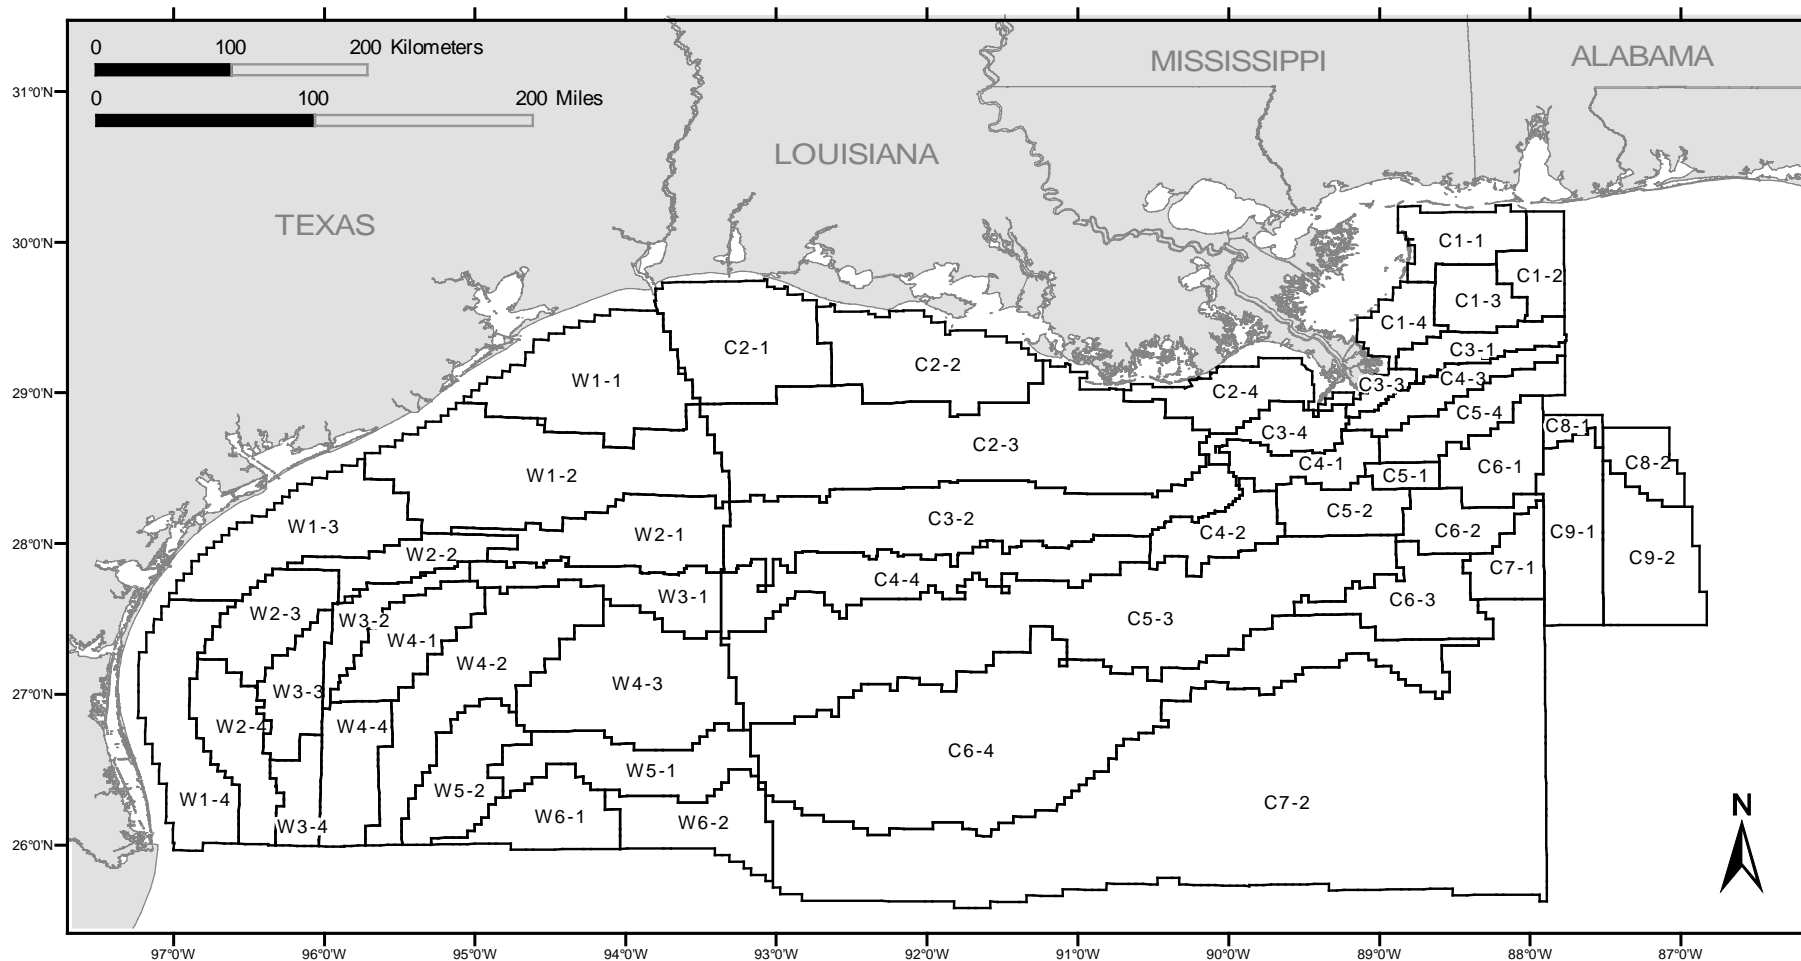 0 100 200 Kilometers
0 100 200 Miles
MISSISSIPPI
ALABAMA
LOUISIANA
TEXAS
31°0'N
30°0'N
29°0'N
28°0'N
27°0'N
26°0'N
C1-1
C1-2
C1-3
C1-4
C2-1
C3-1
C2-2
W1-1
C4-3
C3-3
C2-4
C5-4
C8-1
C3-4
C2-3
C4-1
C6-1
C8-2
W1-2
C5-1
C5-2
C3-2
W1-3
C6-2
C4-2
C9-1
W2-1
W2-2
C9-2
C7-1
C4-4
W3-1
C6-3
W2-3
W3-2
C5-3
W4-1
W4-2
W4-3
W3-3
W2-4
W4-4
C6-4
W5-1
W5-2
W1-4
C7-2
N
W6-1
W6-2
W3-4
97°0'W
96°0'W
95°0'W
94°0'W
93°0'W
92°0'W
91°0'W
90°0'W
89°0'W
88°0'W
87°0'W